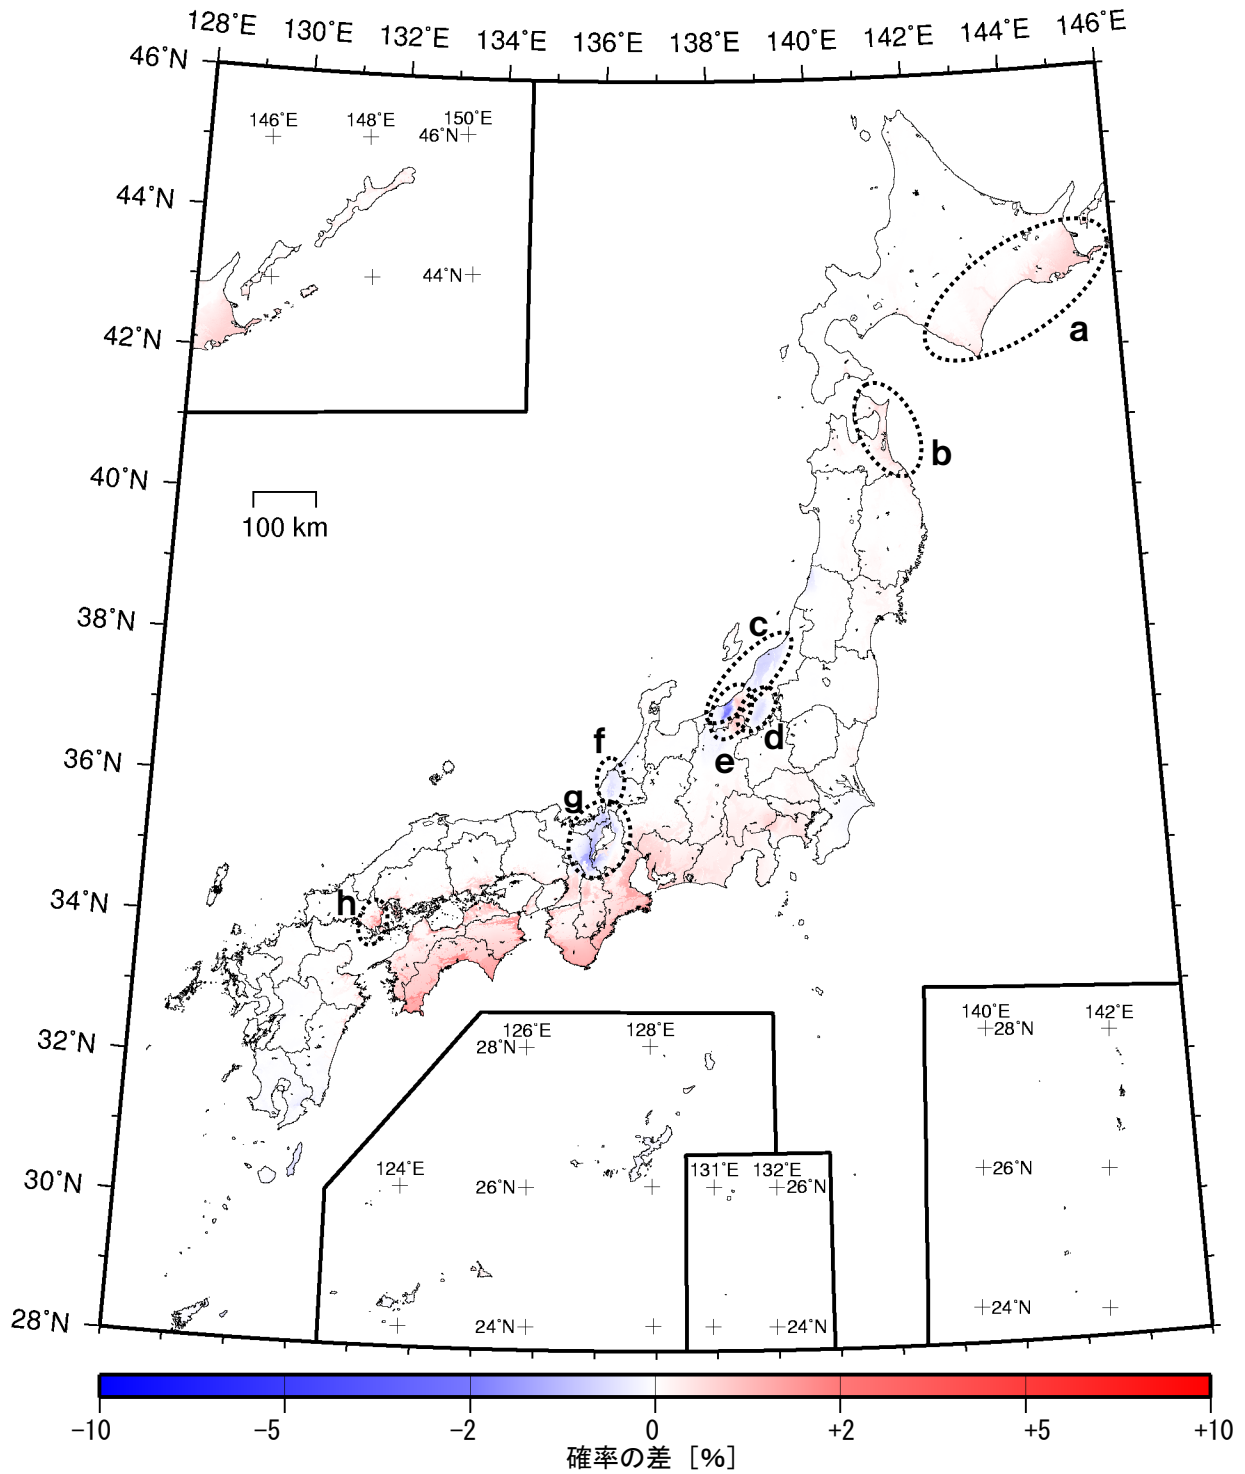 128°E 130°E 132°E 134°E 136°E 138°E 140°E 142°E 144°E 146°E
46°N
146°E 148°E 150°E
46°N
44°N
44°N
42°N
a
b
40°N
100 km
38°N
c
d
e
f
36°N
g
34°N
h
32°N
126°E 128°E
28°N
140°E 142°E
28°N
30°N
124°E
26°N
131°E 132°E
26°N
26°N
28°N
24°N
24°N
24°N
-10 -5 -2 0 +2 +5 +10
確率の差 [%]